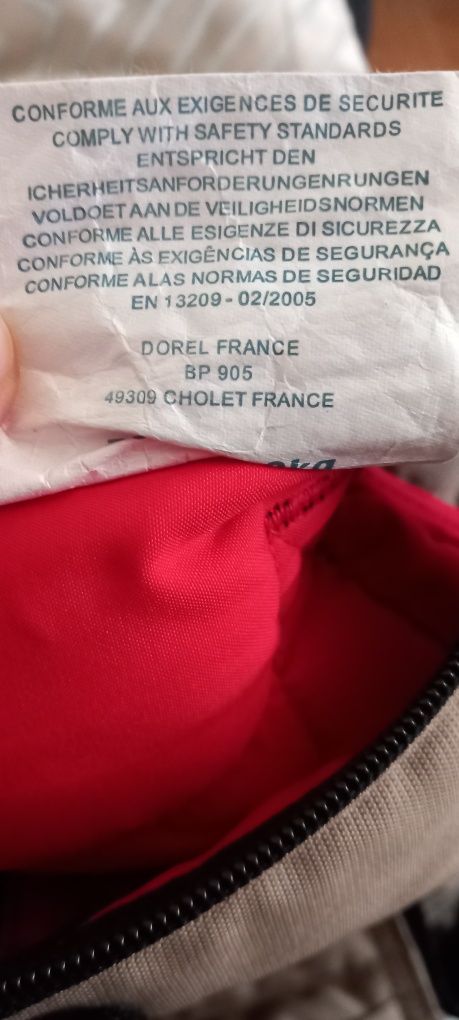 CONFORME AUX EXIGENCES DE SECURITE
COMPLY WITH SAFETY STANDARDS
ENTSPRICHT DEN
ICHERHEITSANFORDERUNGENRUNGEN
VOLDOET AAN DE VEILIGHEIDSNORMEN
CONFORME ALLE ESIGENZE DI SICUREZZA
CONFORME ÀS EXIGÊNCIAS DE SEGURANÇA
CONFORME A LAS NORMAS DE SEGURIDAD
EN 13209 - 02/2005
DOREL FRANCE
BP 905
49309 CHOLET FRANCE